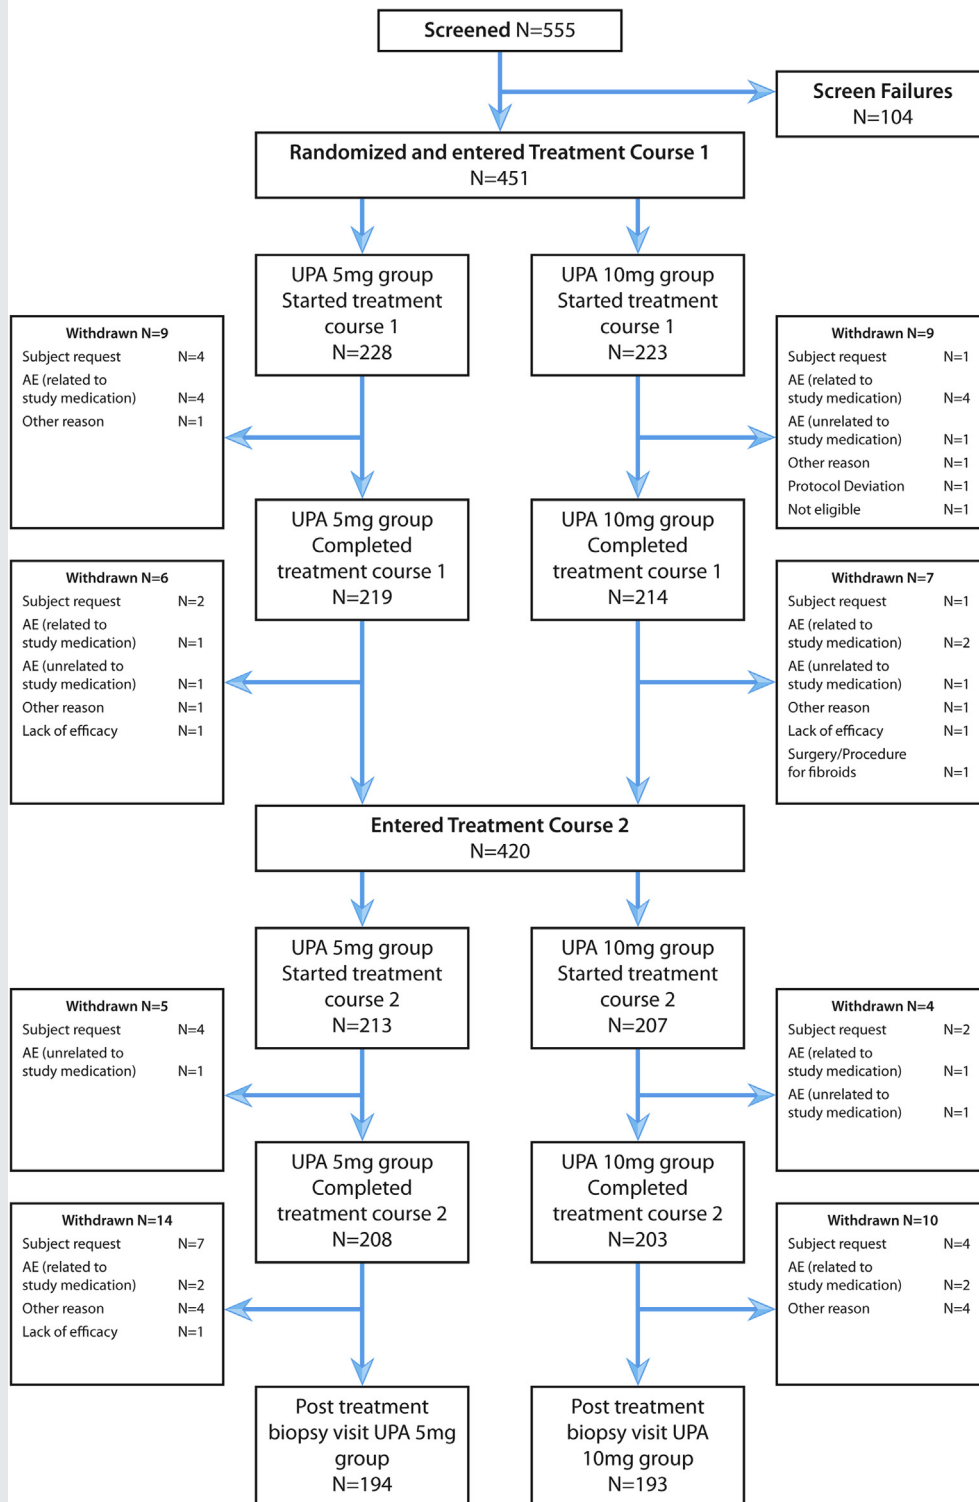 Screened N=555
Screen Failures
N=104
Randomized and entered Treatment Course 1
N=451
UPA 5mg group
Started treatment
course 1
N=228
UPA 10mg group
Started treatment
course 1
N=223
Withdrawn N=9
Subject request N=4
AE (related to
study medication) N=4
Other reason N=1
Withdrawn N=9
Subject request N=1
AE (related to
study medication) N=4
AE (unrelated to
study medication) N=1
Other reason N=1
Protocol Deviation N=1
Not eligible N=1
UPA 5mg group
Completed
treatment course 1
N=219
UPA 10mg group
Completed
treatment course 1
N=214
Withdrawn N=6
Subject request N=2
AE (related to
study medication) N=1
AE (unrelated to
study medication) N=1
Other reason N=1
Lack of efficacy N=1
Withdrawn N=7
Subject request N=1
AE (related to
study medication) N=2
AE (unrelated to
study medication) N=1
Other reason N=1
Lack of efficacy N=1
Surgery/Procedure
for fibroids N=1
Entered Treatment Course 2
N=420
UPA 5mg group
Started treatment
course 2
N=213
UPA 10mg group
Started treatment
course 2
N=207
Withdrawn N=5
Subject request N=4
AE (unrelated to
study medication) N=1
Withdrawn N=4
Subject request N=2
AE (related to
study medication) N=1
AE (unrelated to
study medication) N=1
UPA 5mg group
Completed
treatment course 2
N=208
UPA 10mg group
Completed
treatment course 2
N=203
Withdrawn N=14
Subject request N=7
AE (related to
study medication) N=2
Other reason N=4
Lack of efficacy N=1
Withdrawn N=10
Subject request N=4
AE (related to
study medication) N=2
Other reason N=4
Post treatment
biopsy visit UPA 5mg
group
N=194
Post treatment
biopsy visit UPA
10mg group
N=193